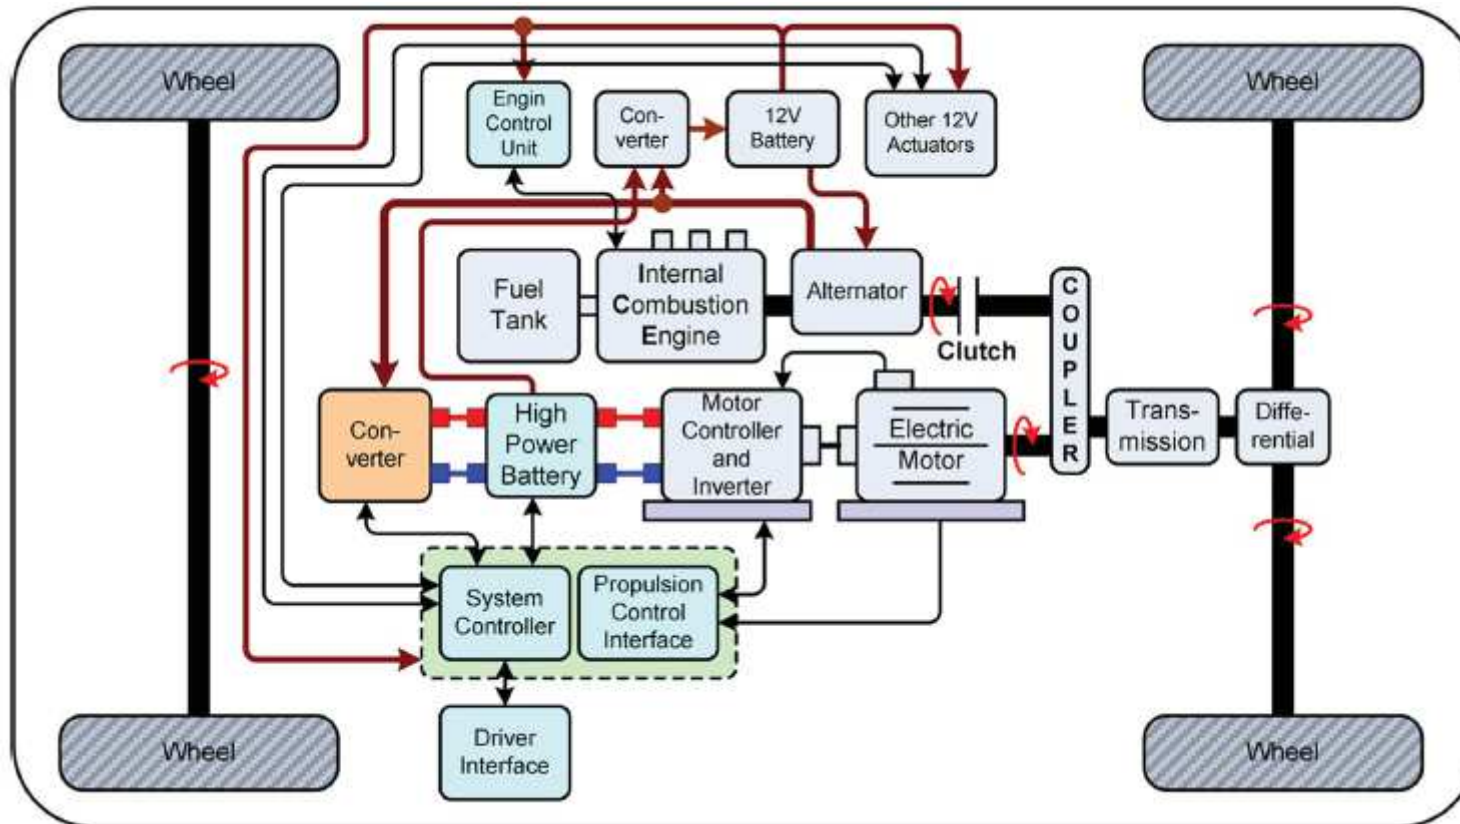 Wheel
Wheel
Engin
Control
Unit
Con-
verter
12V
Battery
Other 12V
Actuators
Fuel
Tank
Internal
Combustion
Engine
Alternator
Clutch
COUPLER
Con-
verter
High
Power
Battery
Motor
Controller
and
Inverter
Electric
Motor
Trans-
mission
Diffe-
rential
System
Controller
Propulsion
Control
Interface
Driver
Interface
Wheel
Wheel